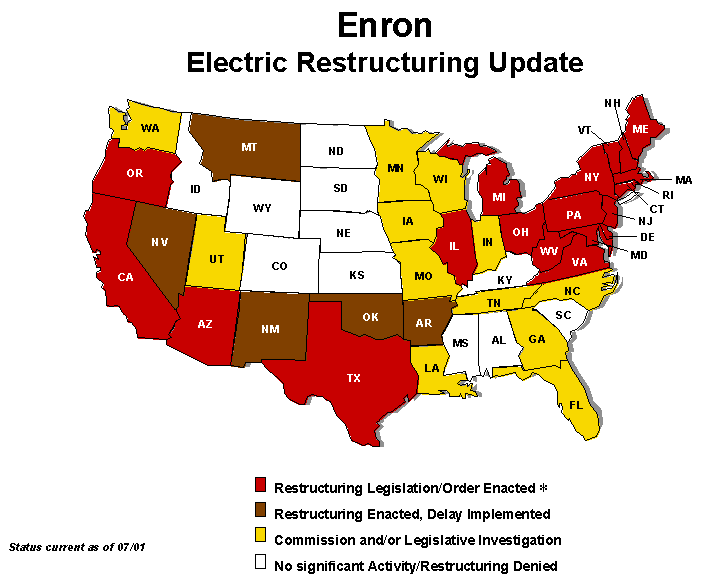 Enron
Electric Restructuring Update
NH
WA
ME
VT
MT
ND
MN
OR
NY
MA
ID
SD
WI
RI
MI
CT
WY
IA
PA
NJ
NE
NV
OH
DE
IL
IN
UT
WV
MD
CO
VA
KS
MO
CA
KY
NC
TN
OK
SC
AZ
NM
AR
GA
MS
AL
LA
TX
FL
Restructuring Legislation/Order Enacted *
Restructuring Enacted, Delay Implemented
Commission and/or Legislative Investigation
Status current as of 07/01
No significant Activity/Restructuring Denied